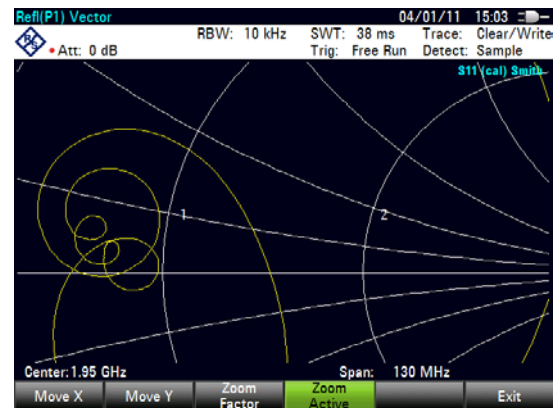 Refl(P1) Vector 04/01/11 15:03
RBW: 10 kHz SWT: 38 ms Trace: Clear/Write
• Att: 0 dB Trig: Free Run Detect: Sample
S11 (cal) Smith
1
2
Center: 1.95 GHz Span: 130 MHz
Move X Move Y Zoom Factor Zoom Active Exit